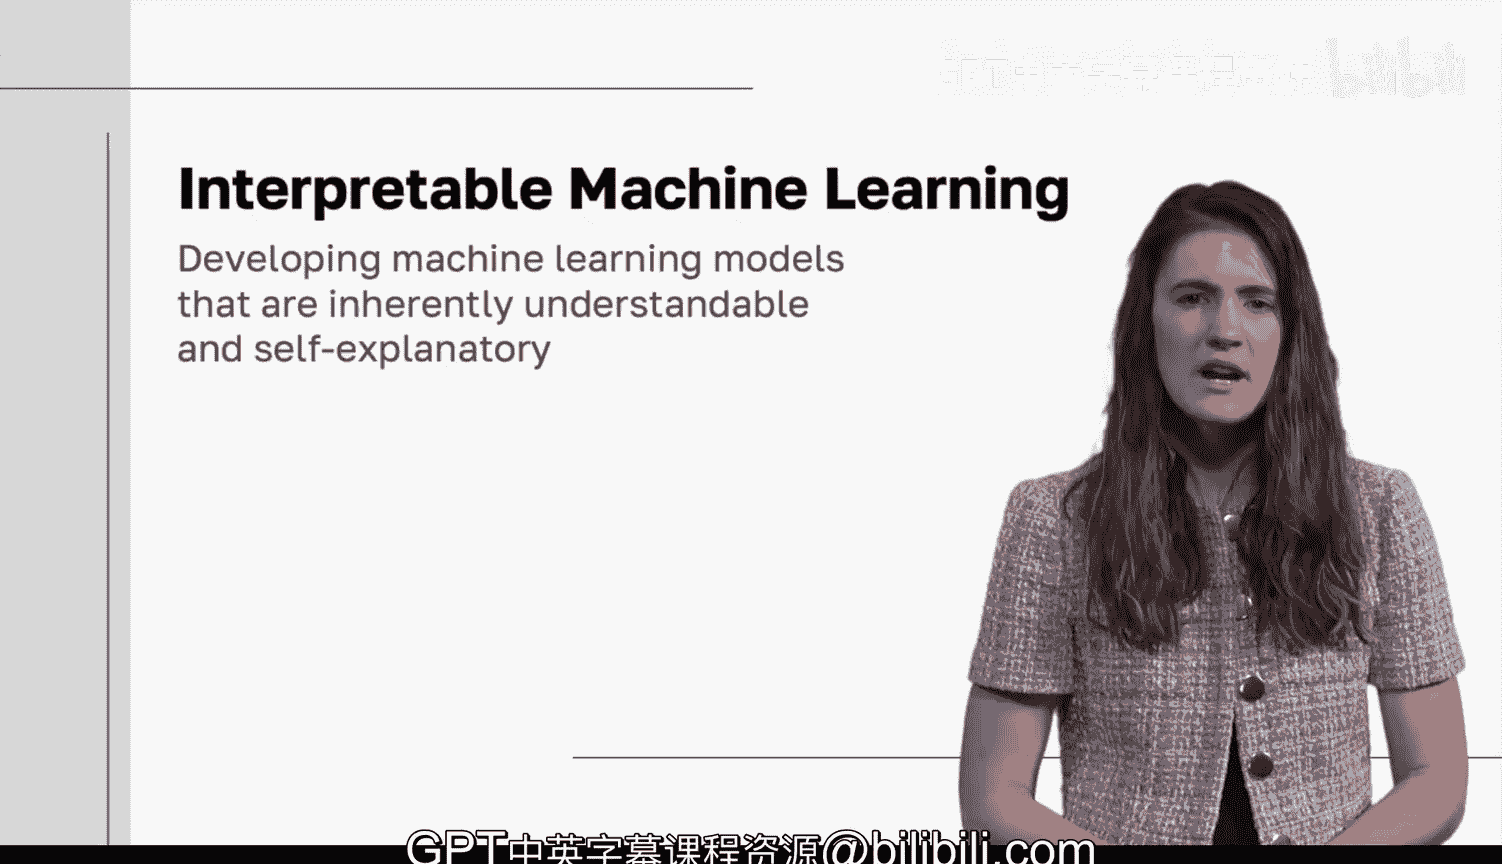 bilibili
Interpretable Machine Learning
Developing machine learning models
that are inherently understandable
and self-explanatory
GPT中英字幕课程资源@bilibili.com